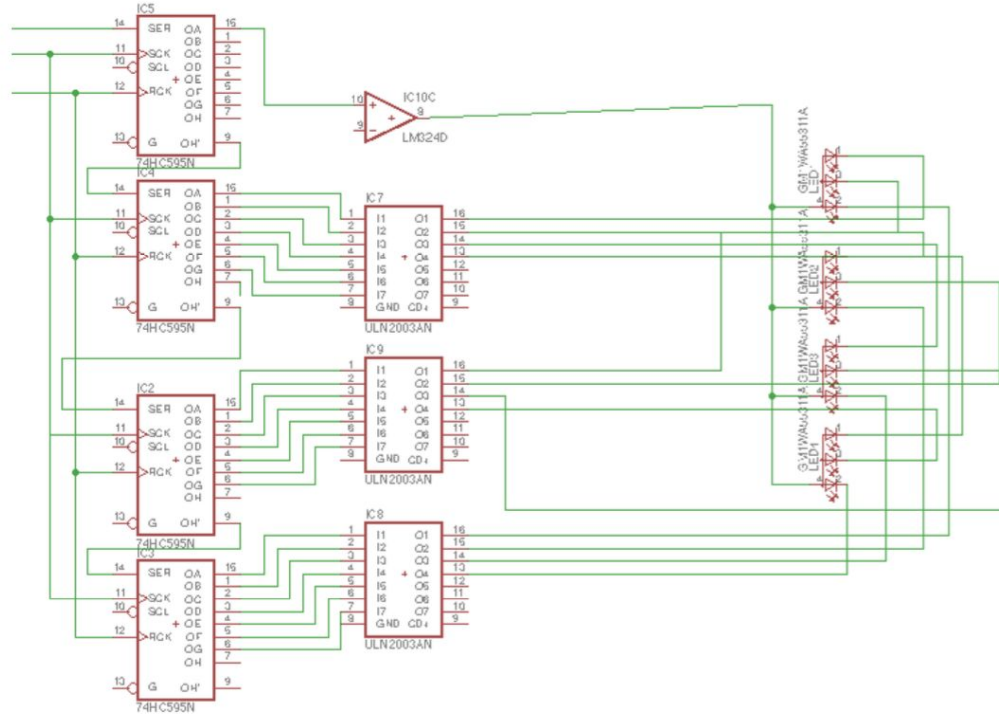 IC5
14 SER QA 15
QB 1
11 SCK QC 2
10 SCL QD 3
QE 4
12 RCK QF 5
QG 6
QH 7
13 G QH' 9
74HC595N
IC10C
10
8
9
LM324D
IC4
14 SER QA 15
QB 1
11 SCK QC 2
10 SCL QD 3
QE 4
12 RCK QF 5
QG 6
QH 7
13 G QH' 9
74HC595N
IC7
1 I1 O1 16
2 I2 O2 15
3 I3 O3 14
4 I4 O4 13
5 I5 O5 12
6 I6 O6 11
7 I7 O7 10
8 GND CD+ 9
ULN2003AN
IC9
1 I1 O1 16
2 I2 O2 15
3 I3 O3 14
4 I4 O4 13
5 I5 O5 12
6 I6 O6 11
7 I7 O7 10
8 GND CD+ 9
ULN2003AN
IC2
14 SER QA 15
QB 1
11 SCK QC 2
10 SCL QD 3
QE 4
12 RCK QF 5
QG 6
QH 7
13 G QH' 9
74HC595N
IC8
1 I1 O1 16
2 I2 O2 15
3 I3 O3 14
4 I4 O4 13
5 I5 O5 12
6 I6 O6 11
7 I7 O7 10
8 GND CD+ 9
ULN2003AN
IC3
14 SER QA 15
QB 1
11 SCK QC 2
10 SCL QD 3
QE 4
12 RCK QF 5
QG 6
QH 7
13 G QH' 9
74HC595N
GM1WA55311A
LED2
GM1WA55311A
LED3
GM1WA55311A
LED1
GM1WA55311A